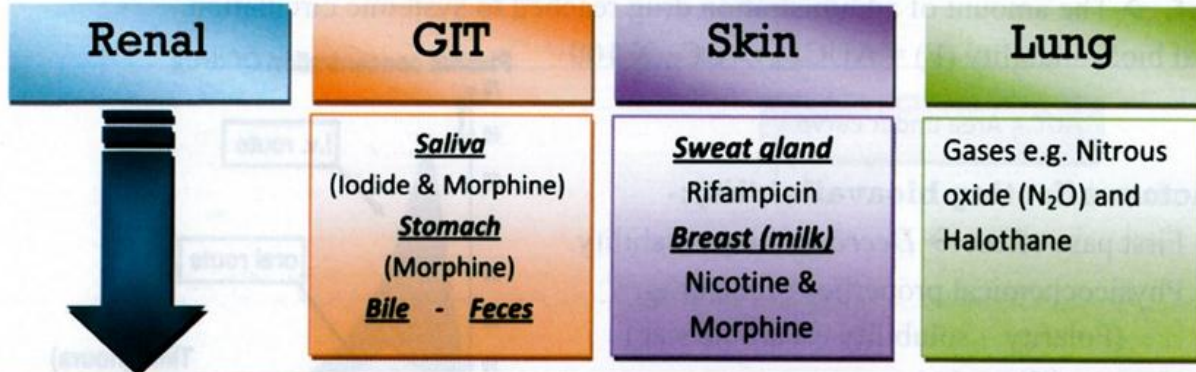 Renal
GIT
Saliva
(Iodide & Morphine)
Stomach
(Morphine)
Bile - Feces
Skin
Sweat gland
Rifampicin
Breast (milk)
Nicotine &
Morphine
Lung
Gases e.g. Nitrous
oxide (N₂O) and
Halothane